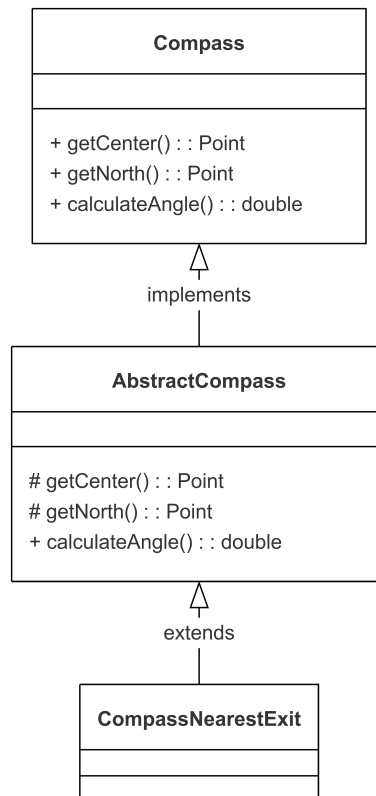 Compass
+ getCenter() : : Point
+ getNorth() : : Point
+ calculateAngle() : : double
implements
AbstractCompass
# getCenter() : : Point
# getNorth() : : Point
+ calculateAngle() : : double
extends
CompassNearestExit